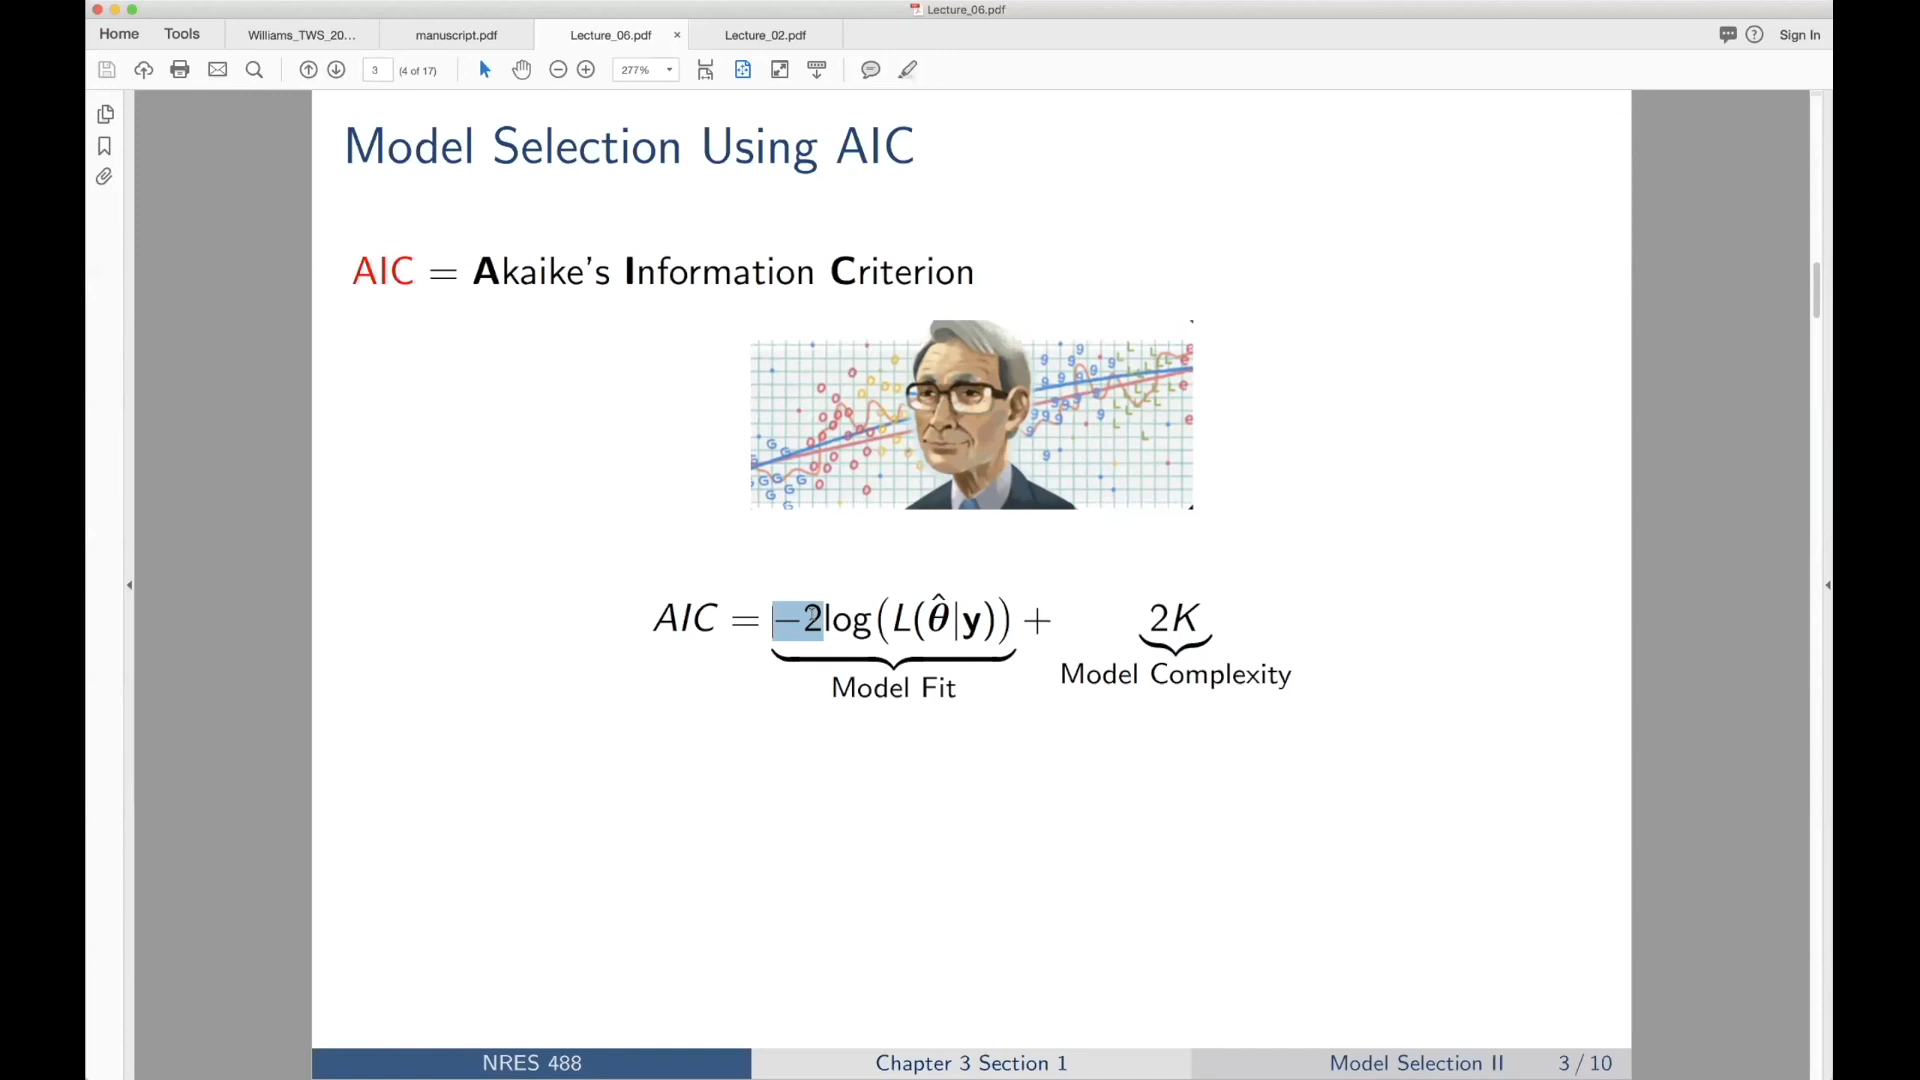 Lecture_06.pdf
Home Tools Williams_TWS_20... manuscript.pdf Lecture_06.pdf × Lecture_02.pdf Sign In
3 (4 of 17) 277%
Model Selection Using AIC
AIC = Akaike's Information Criterion
AIC = −2log(L(θ̂|y)) + 2K
Model Fit
Model Complexity
NRES 488 Chapter 3 Section 1 Model Selection II 3 / 10